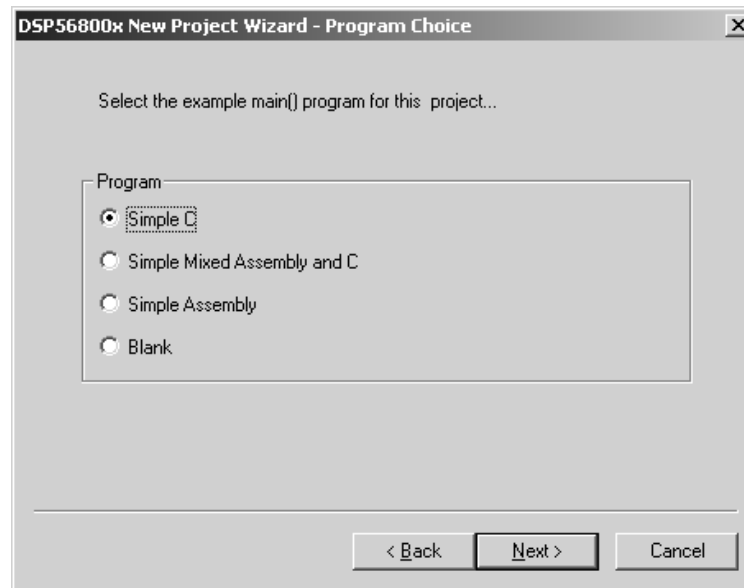 DSP56800x New Project Wizard - Program Choice
Select the example main() program for this project...
Program
Simple C
Simple Mixed Assembly and C
Simple Assembly
Blank
< Back Next > Cancel